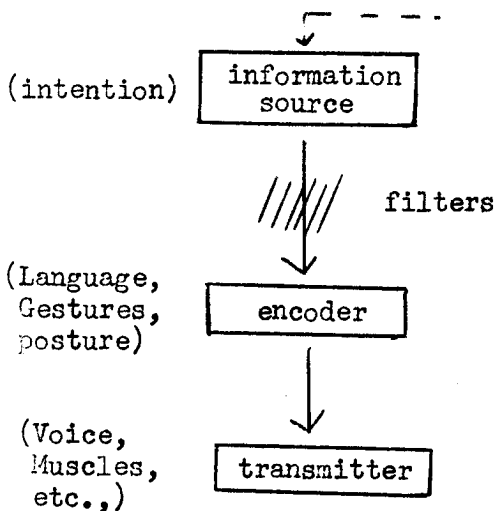 (intention)
information
source
filters
(Language,
Gestures,
posture)
encoder
(Voice,
Muscles,
etc.,)
transmitter